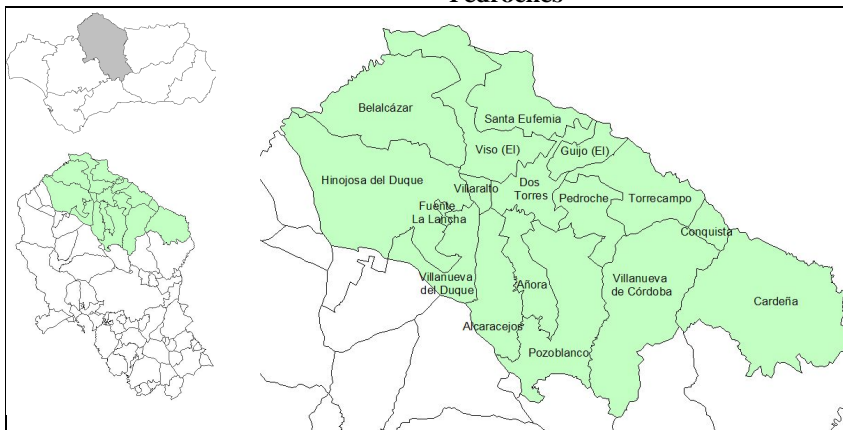 Pedroches
Belalcázar
Santa Eufemia
Viso (El)
Guijo (El)
Hinojosa del Duque
Villaralto
Dos
Torres
Pedroche
Torrecampo
Fuente
La Lancha
Conquista
Villanueva
del Duque
Añora
Villanueva
de Córdoba
Cardeña
Alcaracejos
Pozoblanco